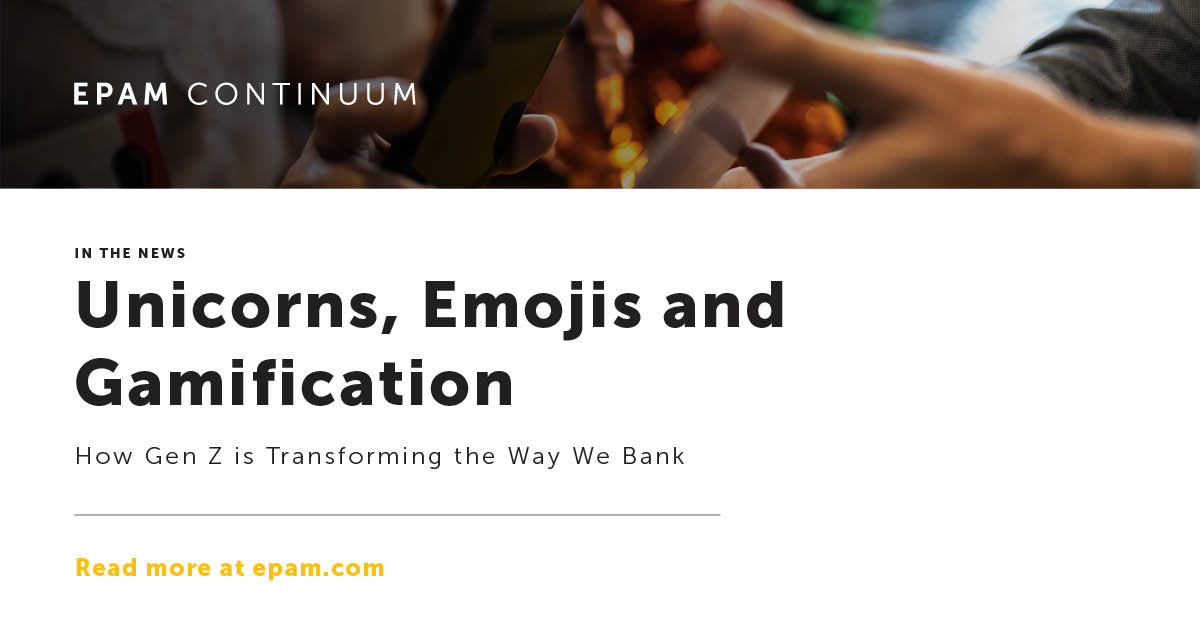 EPAM CONTINUUM
IN THE NEWS
Unicorns, Emojis and
Gamification
How Gen Z is Transforming the Way We Bank
Read more at epam.com